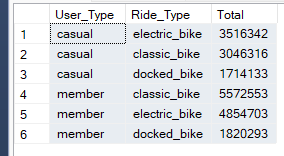 User_Type Ride_Type Total
1 casual electric_bike 3516342
2 casual classic_bike 3046316
3 casual docked_bike 1714133
4 member classic_bike 5572553
5 member electric_bike 4854703
6 member docked_bike 1820293